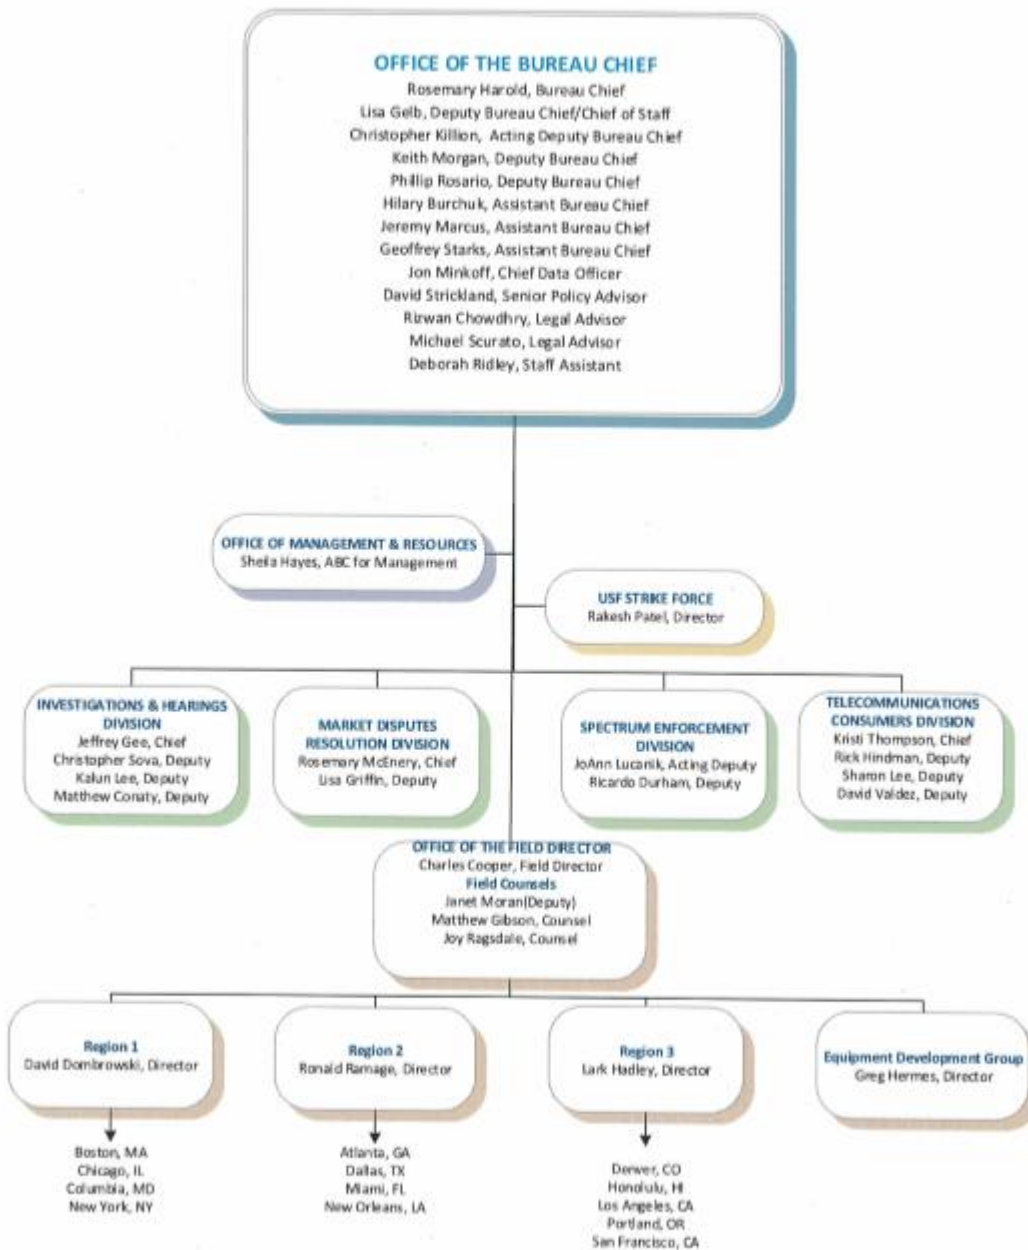 OFFICE OF THE BUREAU CHIEF
Rosemary Harold, Bureau Chief
Lisa Gelb, Deputy Bureau Chief/Chief of Staff
Christopher Killion, Acting Deputy Bureau Chief
Keith Morgan, Deputy Bureau Chief
Phillip Rosario, Deputy Bureau Chief
Hilary Burchuk, Assistant Bureau Chief
Jeremy Marcus, Assistant Bureau Chief
Geoffrey Starks, Assistant Bureau Chief
Jon Minkoff, Chief Data Officer
David Strickland, Senior Policy Advisor
Rizwan Chowdhry, Legal Advisor
Michael Scurato, Legal Advisor
Deborah Ridley, Staff Assistant
OFFICE OF MANAGEMENT & RESOURCES
Sheila Hayes, ABC for Management
USF STRIKE FORCE
Rakesh Patel, Director
INVESTIGATIONS & HEARINGS
DIVISION
Jeffrey Gee, Chief
Christopher Sova, Deputy
Kalun Lee, Deputy
Matthew Conaty, Deputy
MARKET DISPUTES
RESOLUTION DIVISION
Rosemary McEnery, Chief
Lisa Griffin, Deputy
SPECTRUM ENFORCEMENT
DIVISION
JoAnn Lucanik, Acting Deputy
Ricardo Durham, Deputy
TELECOMMUNICATIONS
CONSUMERS DIVISION
Kristi Thompson, Chief
Rick Hindman, Deputy
Sharon Lee, Deputy
David Valdez, Deputy
OFFICE OF THE FIELD DIRECTOR
Charles Cooper, Field Director
Field Counsels
Janet Moran(Deputy)
Matthew Gibson, Counsel
Joy Ragsdale, Counsel
Region 1
David Dombrowski, Director
Region 2
Ronald Ramage, Director
Region 3
Lark Hadley, Director
Equipment Development Group
Greg Hermes, Director
Boston, MA
Chicago, IL
Columbia, MD
New York, NY
Atlanta, GA
Dallas, TX
Miami, FL
New Orleans, LA
Denver, CO
Honolulu, HI
Los Angeles, CA
Portland, OR
San Francisco, CA